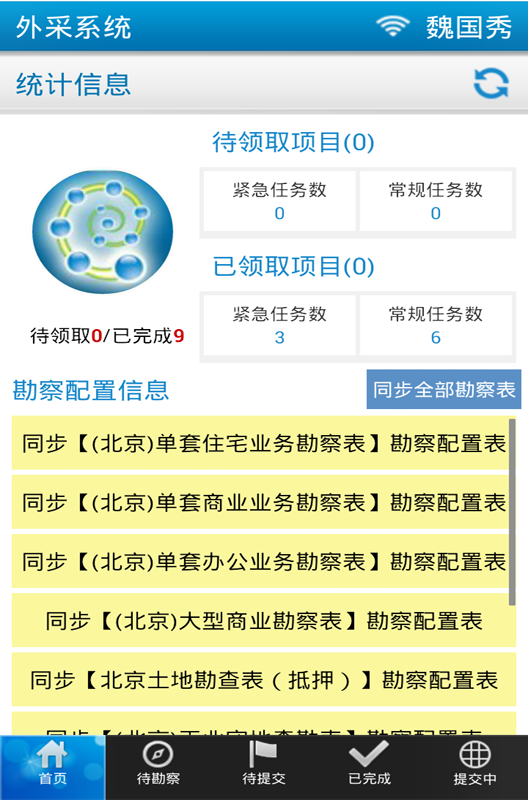 外采系统 魏国秀
统计信息
待领取项目(0)
紧急任务数 常规任务数
0 0
已领取项目(0)
紧急任务数 常规任务数
3 6
待领取0/已完成9
勘察配置信息 同步全部勘察表
同步【(北京)单套住宅业务勘察表】勘察配置表
同步【(北京)单套商业业务勘察表】勘察配置表
同步【(北京)单套办公业务勘察表】勘察配置表
同步【(北京)大型商业勘察表】勘察配置表
同步【北京土地勘查表（抵押）】勘察配置表
首页 待勘察 待提交 已完成 提交中